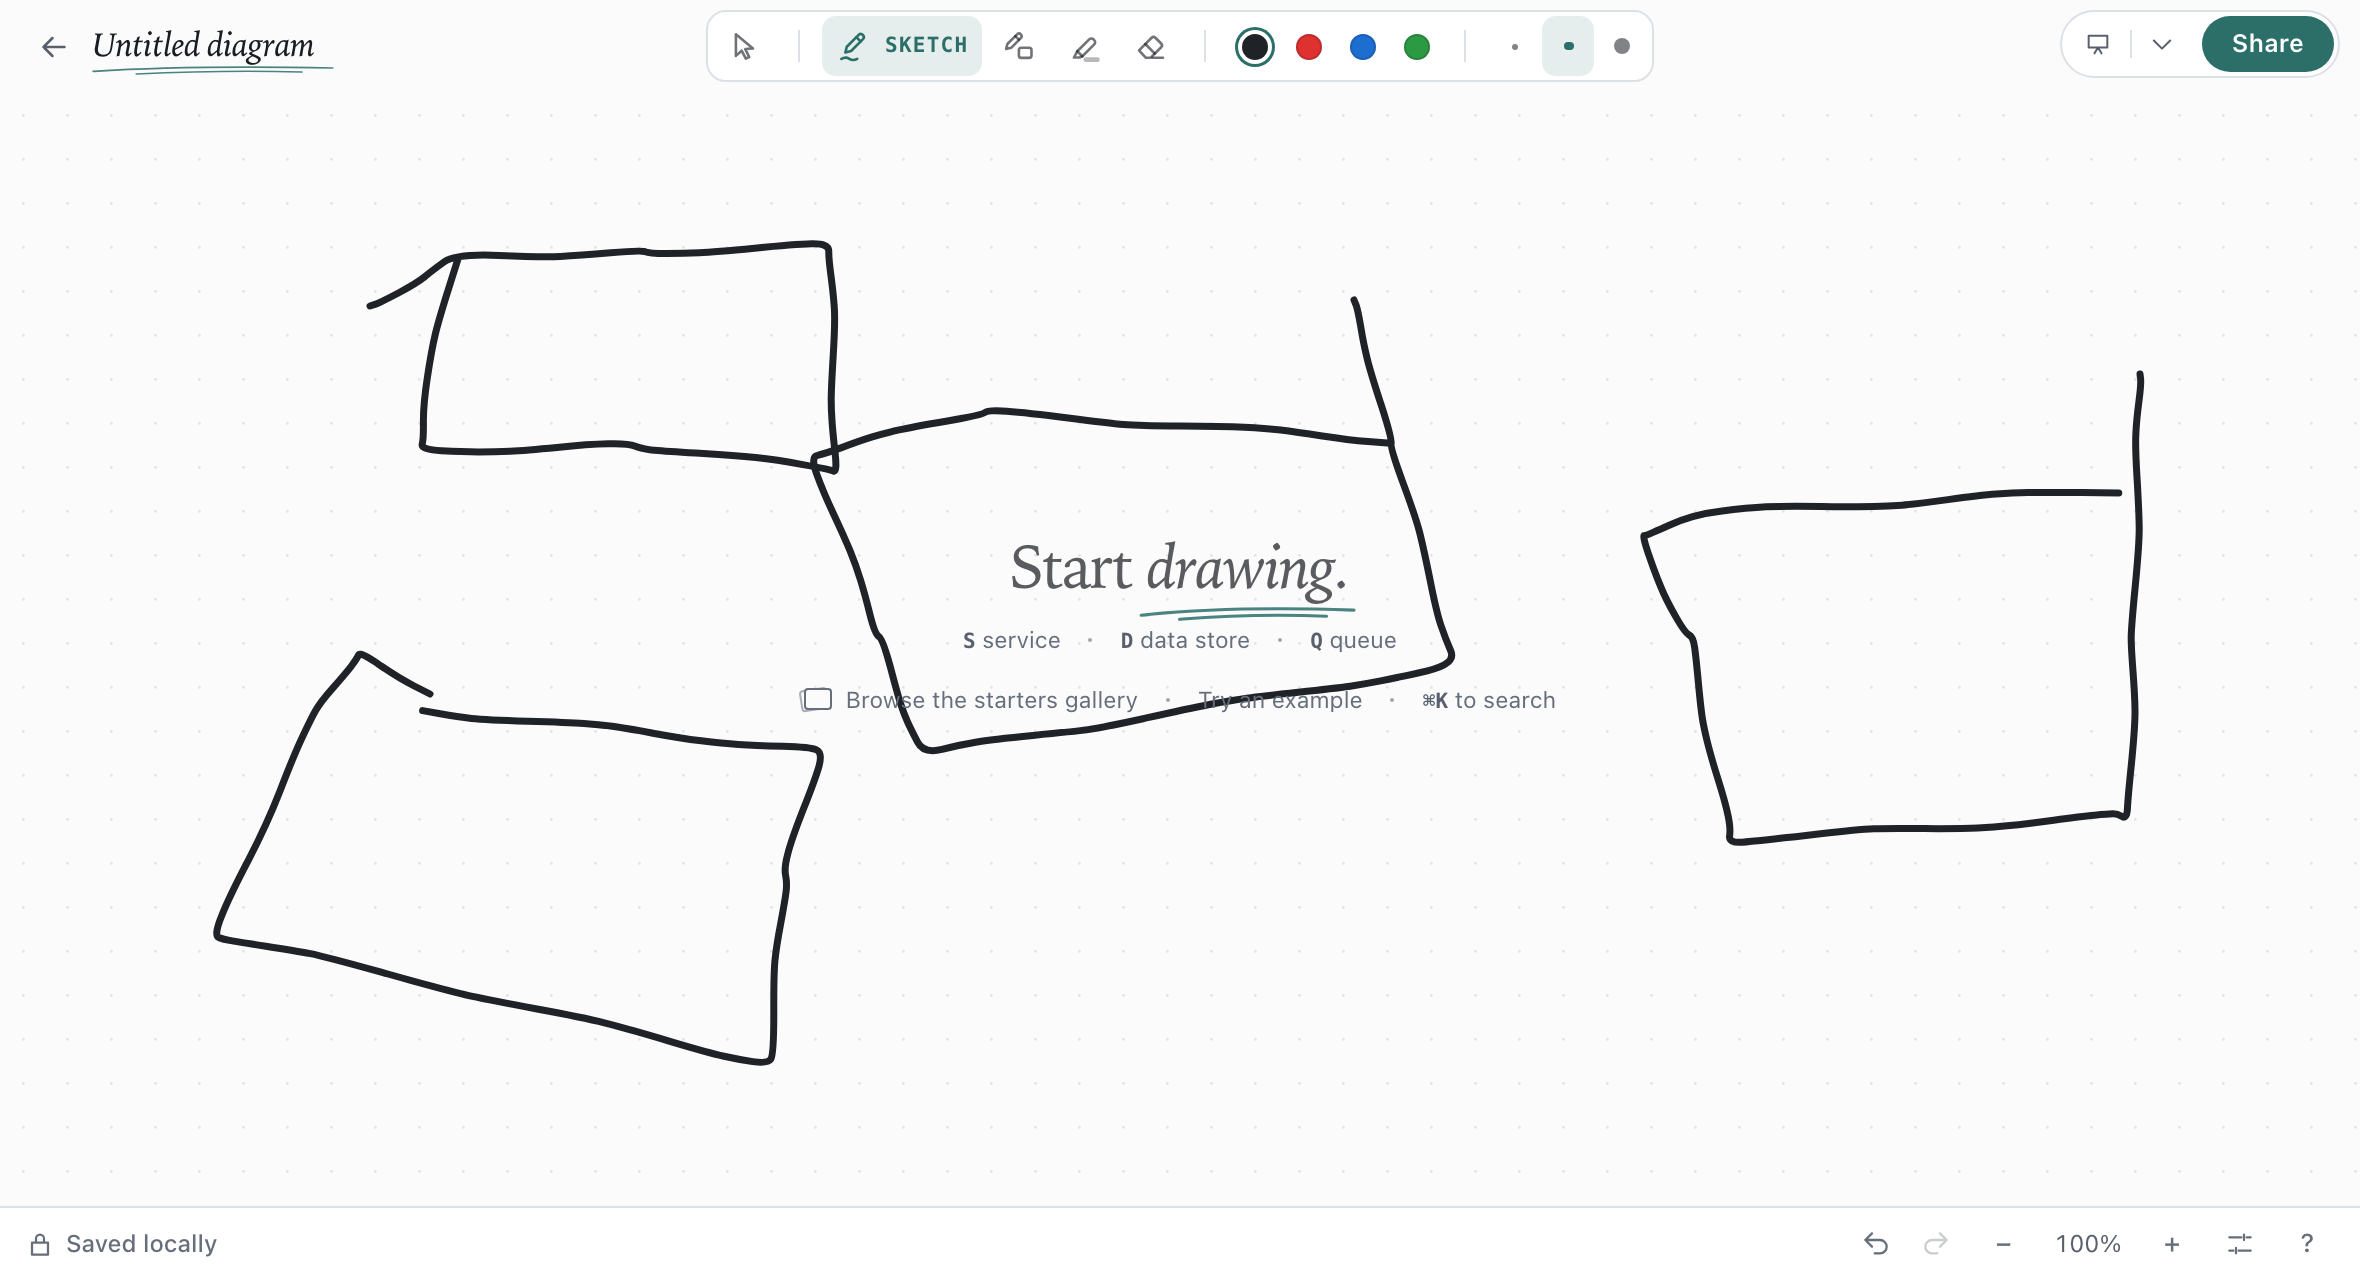 Untitled diagram
SKETCH
Share
Start drawing.
S service · D data store · Q queue
Browse the starters gallery · Try an example · ⌘K to search
Saved locally
− 100% + ?